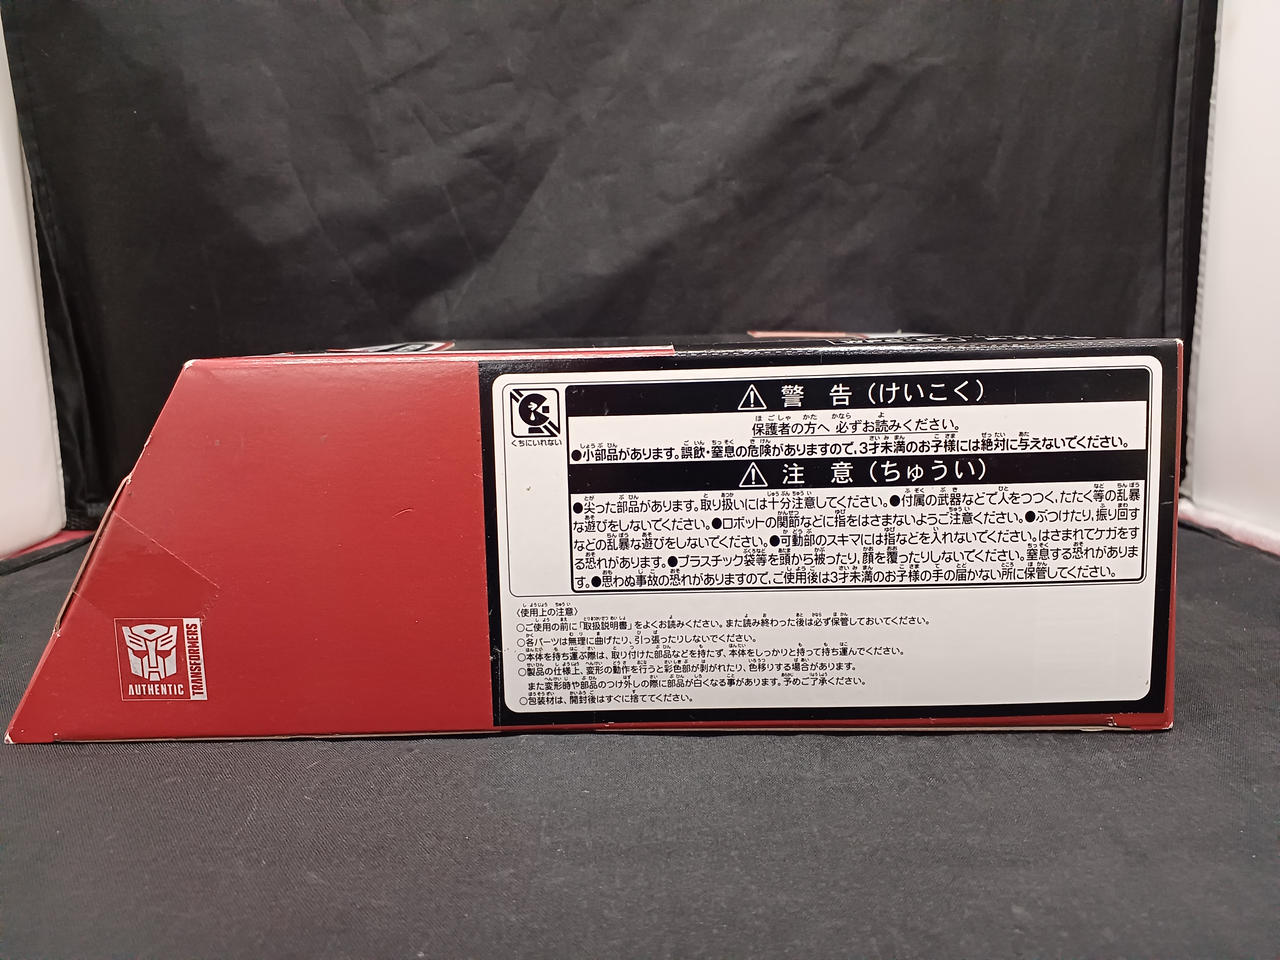 くちにいれない
警 告（けいこく）
保護者の方へ 必ずお読みください。
●小部品があります。誤飲・窒息の危険がありますので、3才未満のお子様には絶対に与えないでください。
注 意（ちゅうい）
●尖った部品があります。取り扱いには十分注意してください。●付属の武器などで人をつつく、たたく等の乱暴
な遊びをしないでください。●ロボットの関節などに指をはさまないようご注意ください。●ぶつけたり、振り回す
などの乱暴な遊びをしないでください。●可動部のスキマには指などを入れないでください。はさまれてケガをす
る恐れがあります。●プラスチック袋等を頭から被ったり、顔を覆ったりしないでください。窒息する恐れがありま
す。●思わぬ事故の恐れがありますので、ご使用後は3才未満のお子様の手の届かない所に保管してください。
〈使用上の注意〉
○ご使用の前に「取扱説明書」をよくお読みください。また読み終わった後は必ず保管しておいてください。
○各パーツは無理に曲げたり、引っ張ったりしないでください。
○本体を持ち運ぶ際は、取り付けた部品などを持たず、本体をしっかりと持って持ち運んでください。
○製品の仕様上、変形の動作を行うと彩色部が剥がれたり、色移りする場合があります。
また変形時や部品のつけ外しの際に部品が白くなる事があります。予めご了承ください。
○包装材は、開封後はすぐに捨ててください。
AUTHENTIC
TRANSFORMERS